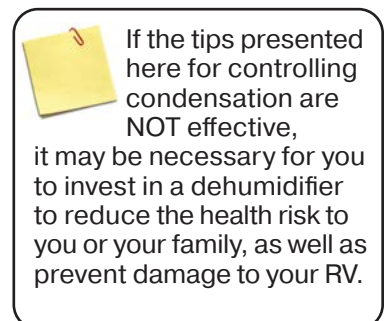 If the tips presented
here for controlling
condensation are
NOT effective,
it may be necessary for you
to invest in a dehumidifier
to reduce the health risk to
you or your family, as well as
prevent damage to your RV.